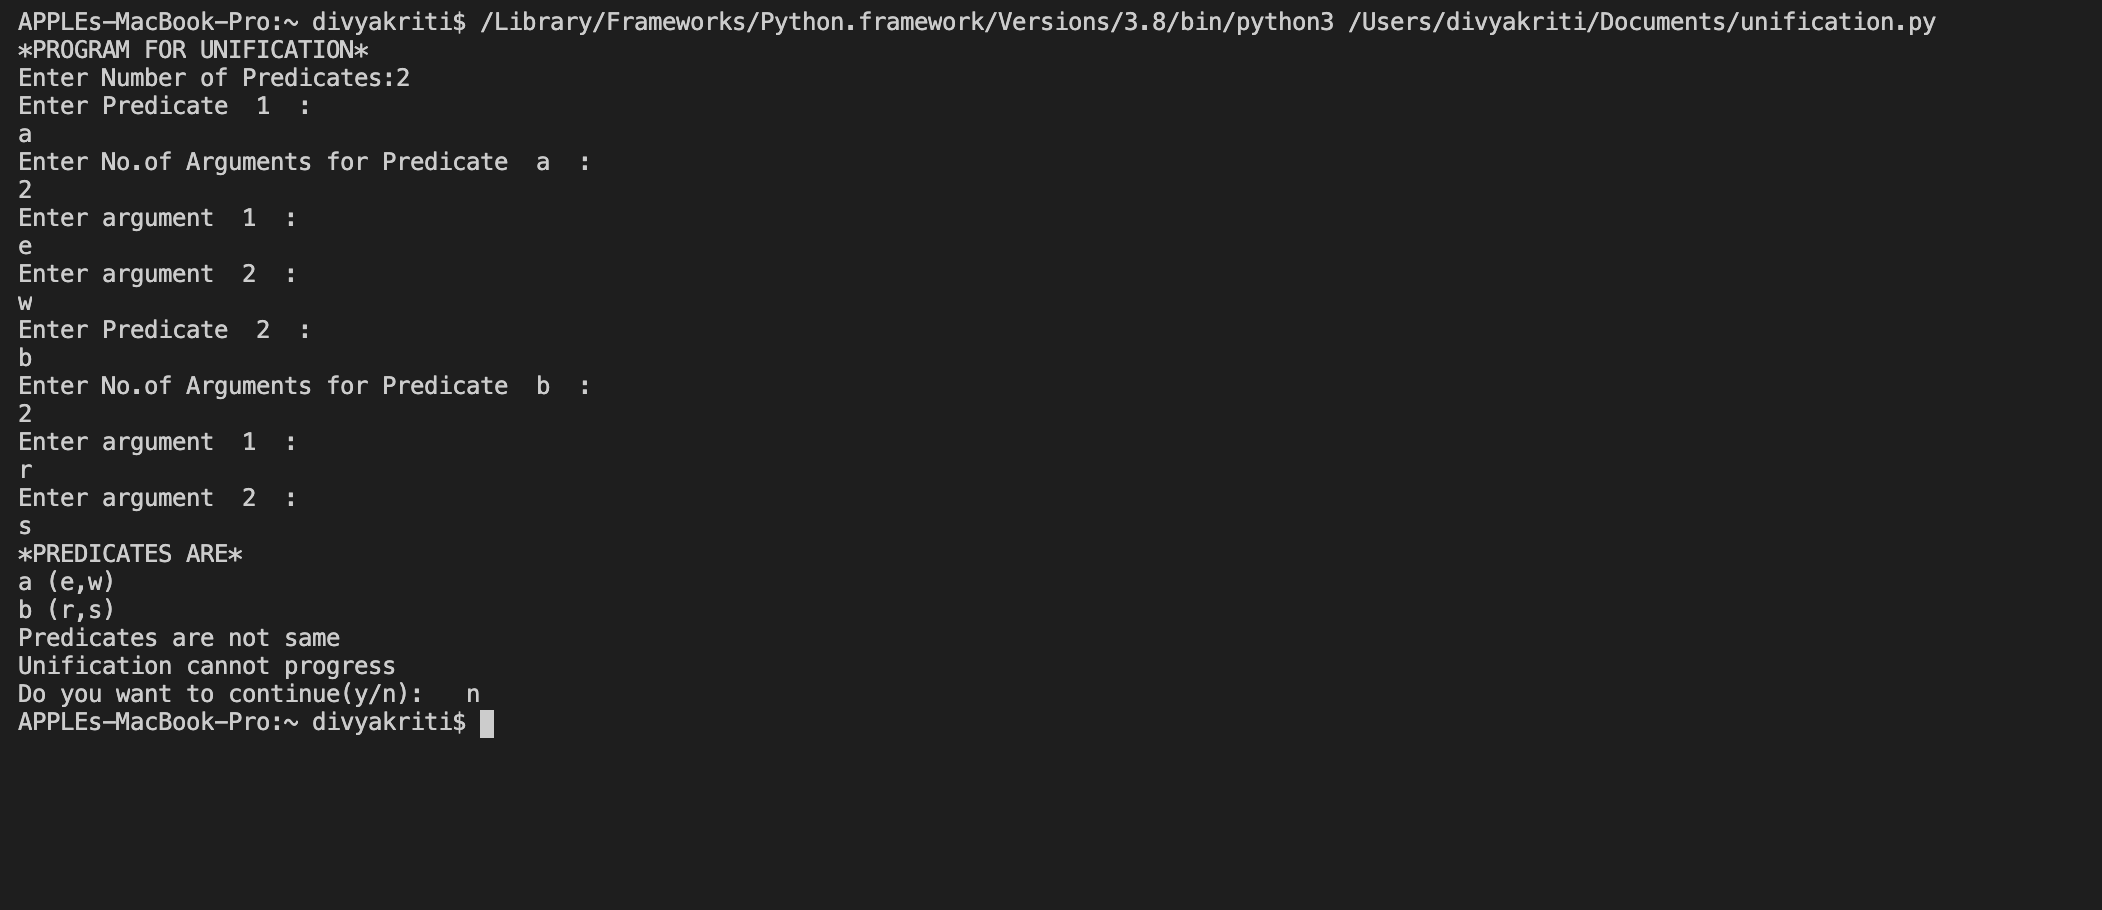 APPLEs-MacBook-Pro:~ divyakriti$ /Library/Frameworks/Python.framework/Versions/3.8/bin/python3 /Users/divyakriti/Documents/unification.py
*PROGRAM FOR UNIFICATION*
Enter Number of Predicates:2
Enter Predicate  1  :
a
Enter No.of Arguments for Predicate  a  :
2
Enter argument  1  :
e
Enter argument  2  :
w
Enter Predicate  2  :
b
Enter No.of Arguments for Predicate  b  :
2
Enter argument  1  :
r
Enter argument  2  :
s
*PREDICATES ARE*
a (e,w)
b (r,s)
Predicates are not same
Unification cannot progress
Do you want to continue(y/n):   n
APPLEs-MacBook-Pro:~ divyakriti$